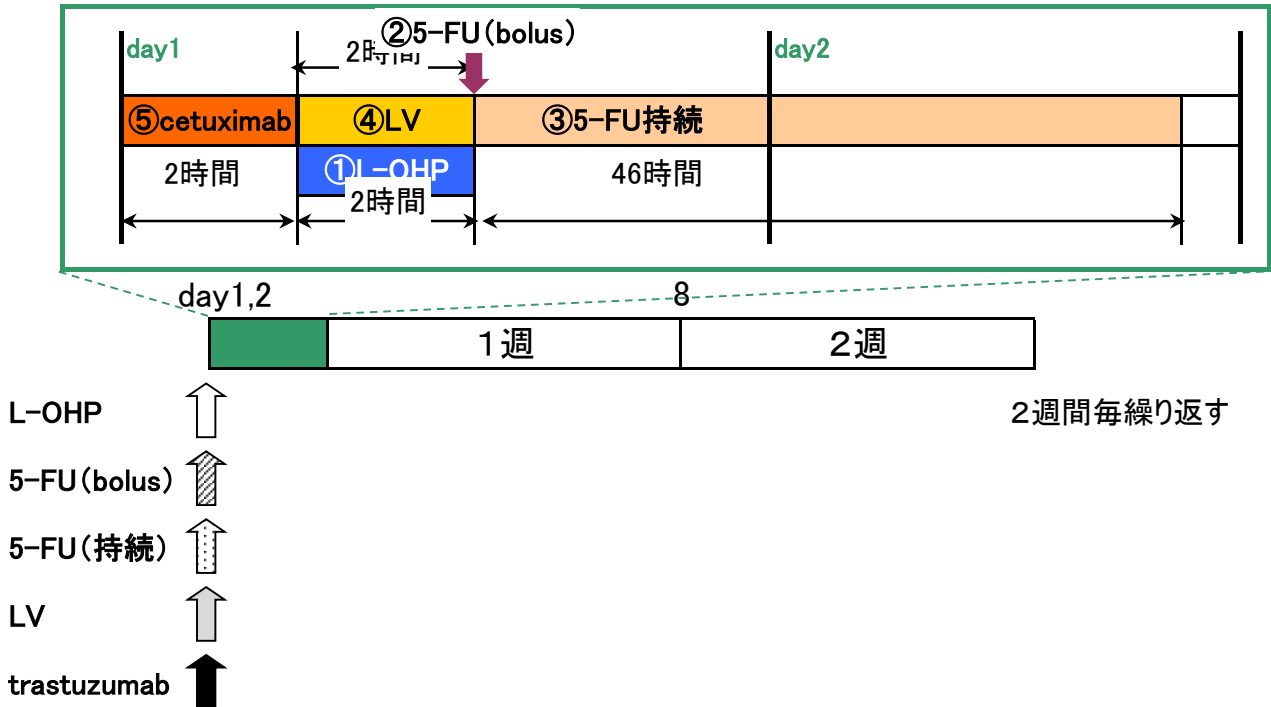 ②5-FU(bolus)
day1
2時間
day2
⑤cetuximab
④LV
③5-FU持続
2時間
①L-OHP
46時間
2時間
day1,2
8
1週
2週
L-OHP
2週間毎繰り返す
5-FU(bolus)
5-FU(持続)
LV
trastuzumab